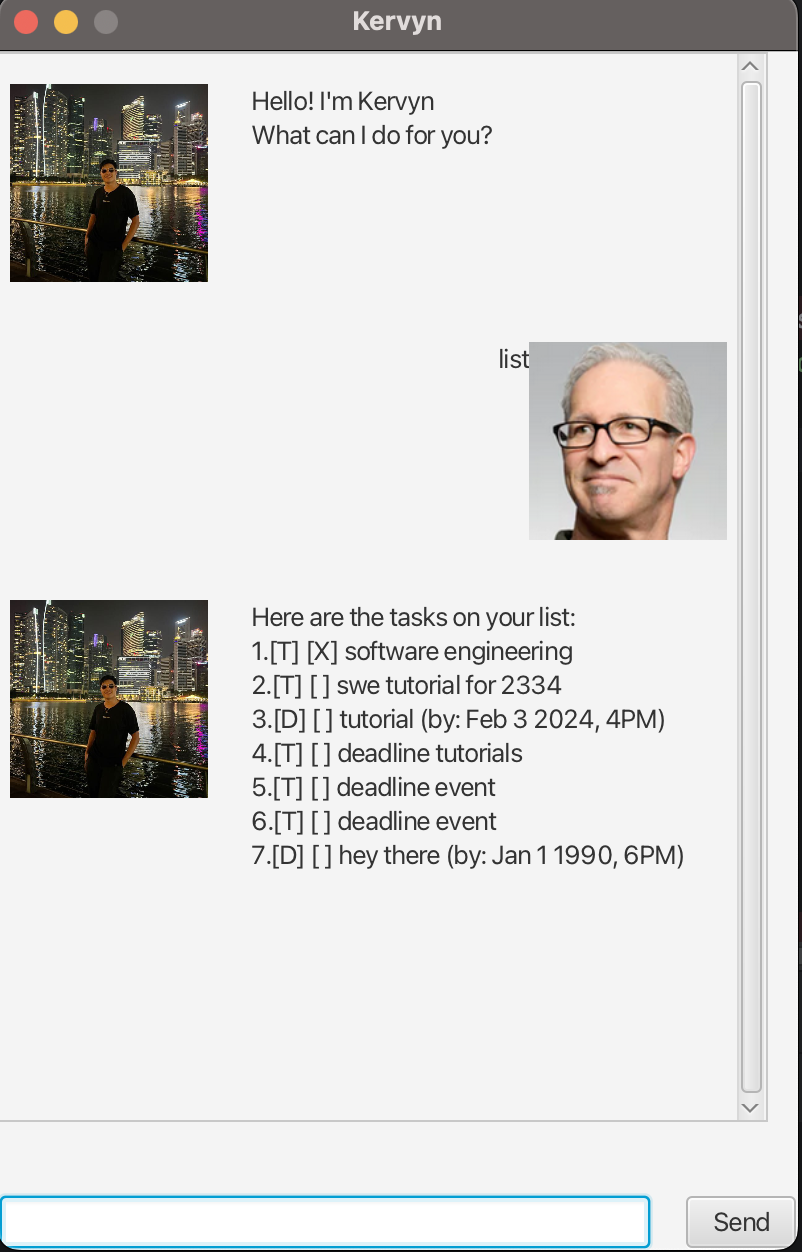 Kervyn
Hello! I'm Kervyn
What can I do for you?
list
Here are the tasks on your list:
1.[T] [X] software engineering
2.[T] [ ] swe tutorial for 2334
3.[D] [ ] tutorial (by: Feb 3 2024, 4PM)
4.[T] [ ] deadline tutorials
5.[T] [ ] deadline event
6.[T] [ ] deadline event
7.[D] [ ] hey there (by: Jan 1 1990, 6PM)
Send